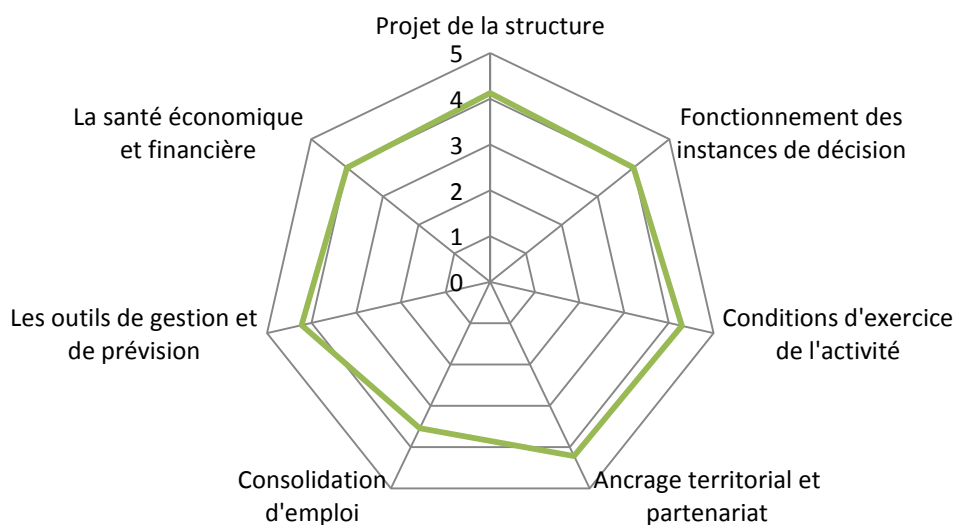 Projet de la structure
5
4
3
2
1
0
Fonctionnement des
instances de décision
Conditions d'exercice
de l'activité
Ancrage territorial et
partenariat
Consolidation
d'emploi
Les outils de gestion et
de prévision
La santé économique
et financière